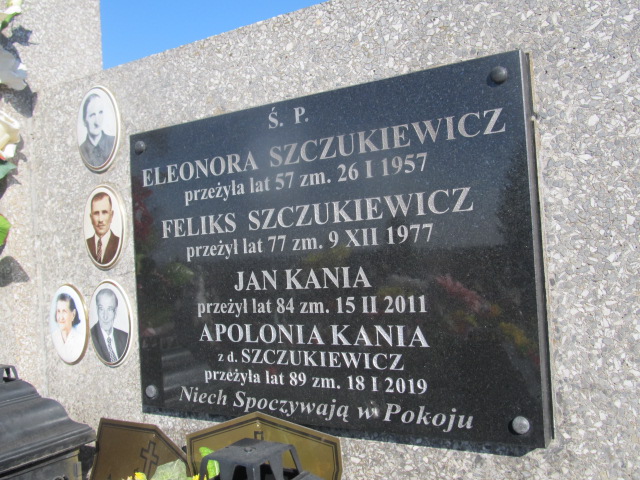 Ś. P.
ELEONORA SZCZUKIEWICZ
przeżyła lat 57 zm. 26 I 1957
FELIKS SZCZUKIEWICZ
przeżył lat 77 zm. 9 XII 1977
JAN KANIA
przeżył lat 84 zm. 15 II 2011
APOLONIA KANIA
z d. SZCZUKIEWICZ
przeżyła lat 89 zm. 18 I 2019
Niech Spoczywają w Pokoju